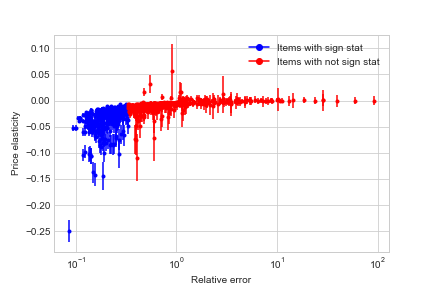 Items with sign stat
Items with not sign stat
0.10
0.05
0.00
−0.05
−0.10
−0.15
−0.20
−0.25
Price elasticity
10⁻¹ 10⁰ 10¹ 10²
Relative error